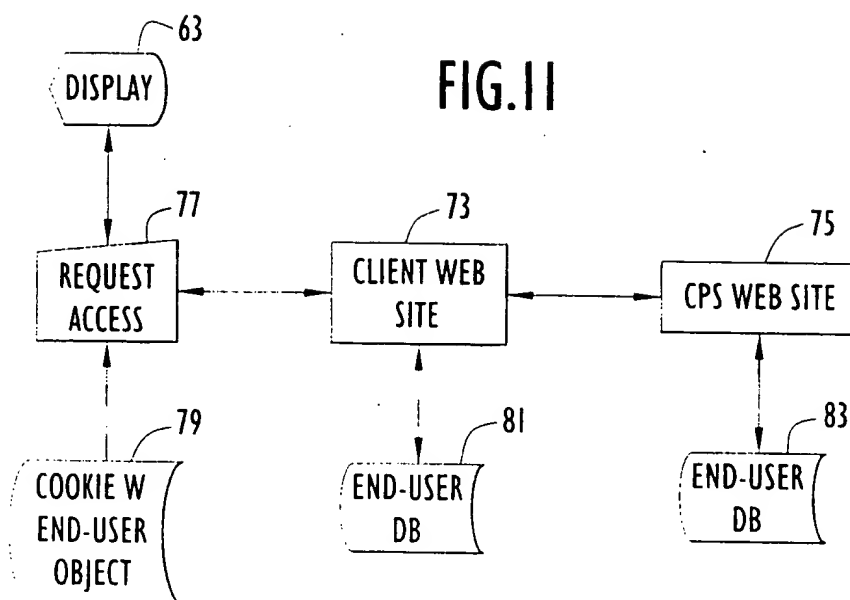 63
DISPLAY
FIG.11
77
73
75
REQUEST
ACCESS
CLIENT WEB
SITE
CPS WEB SITE
79
81
83
COOKIE W
END-USER
OBJECT
END-USER
DB
END-USER
DB